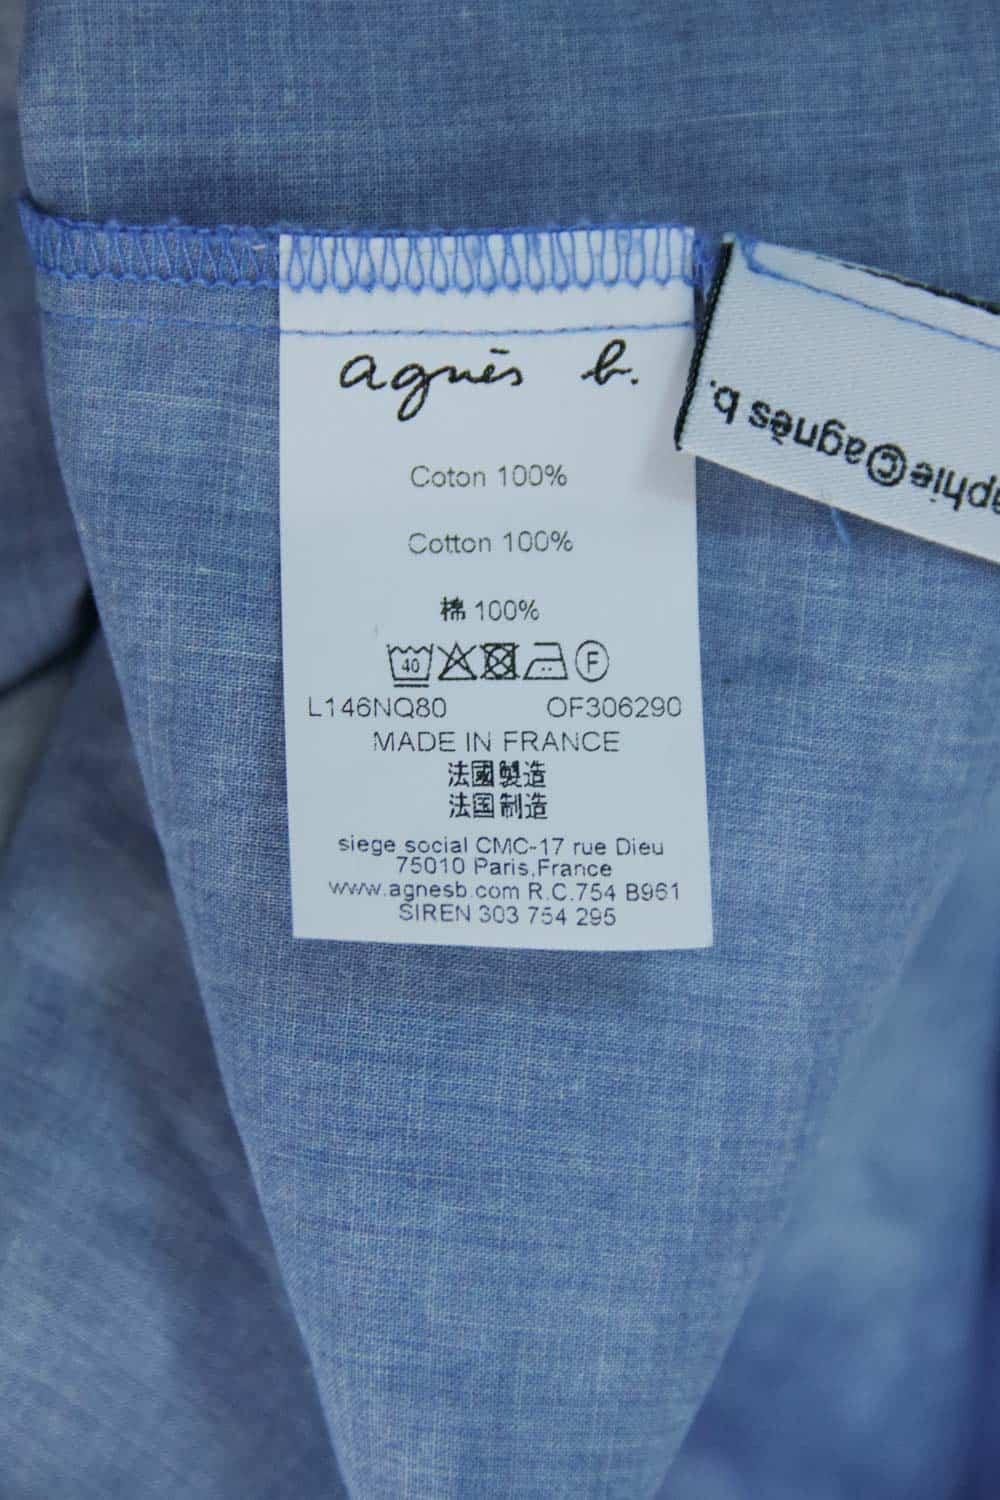 agnès b.
Coton 100%
Cotton 100%
棉 100%
40 F
L146NQ80 OF306290
MADE IN FRANCE
法國製造
法国制造
siege social CMC-17 rue Dieu
75010 Paris,France
www.agnesb.com R.C.754 B961
SIREN 303 754 295
aphie©agnès b.